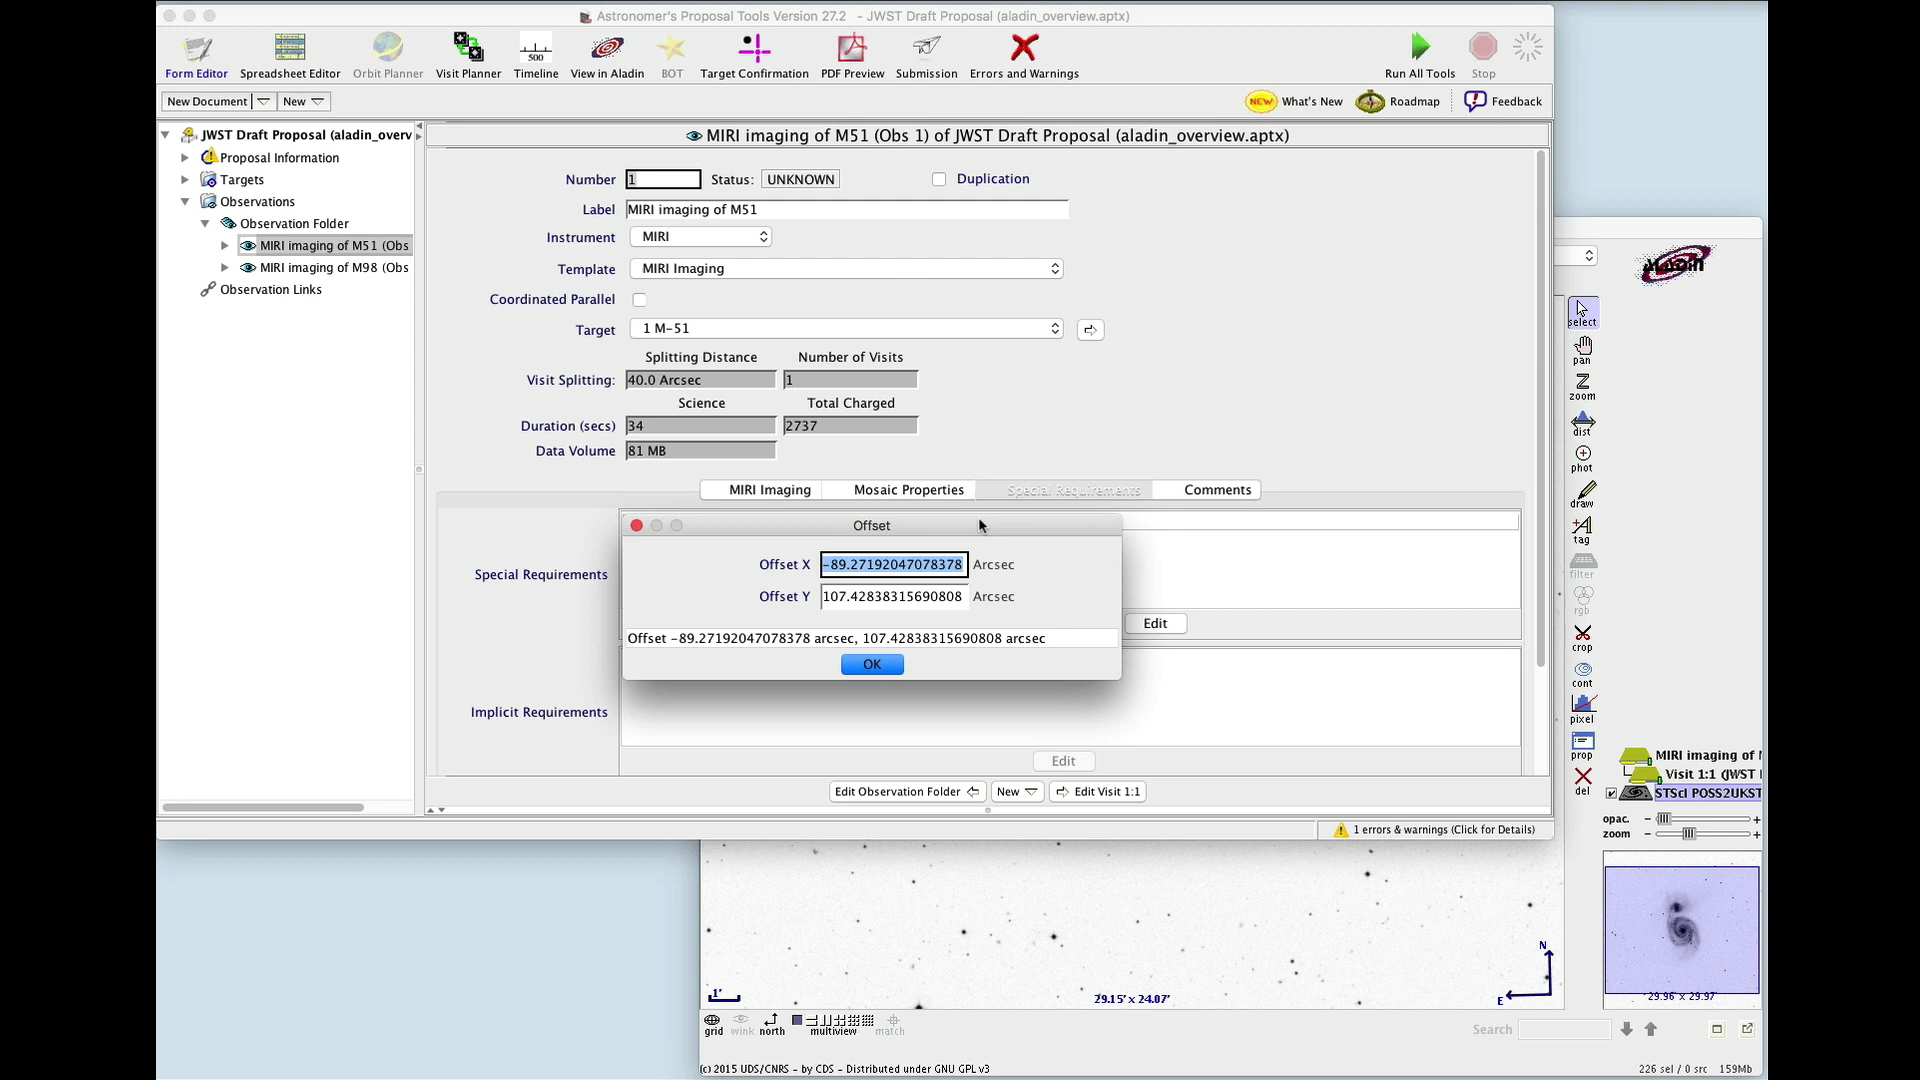 Astronomer's Proposal Tools Version 27.2 - JWST Draft Proposal (aladin_overview.aptx)
500
Form Editor Spreadsheet Editor Orbit Planner Visit Planner Timeline View in Aladin BOT Target Confirmation PDF Preview Submission Errors and Warnings Run All Tools Stop
New Document New NEW What's New Roadmap Feedback
JWST Draft Proposal (aladin_overv
Proposal Information
Targets
Observations
Observation Folder
MIRI imaging of M51 (Obs
MIRI imaging of M98 (Obs
Observation Links
MIRI imaging of M51 (Obs 1) of JWST Draft Proposal (aladin_overview.aptx)
Number 1 Status: UNKNOWN Duplication
Label MIRI imaging of M51
Instrument MIRI
Template MIRI Imaging
Coordinated Parallel
Target 1 M-51
Splitting Distance Number of Visits
Visit Splitting: 40.0 Arcsec 1
Science Total Charged
Duration (secs) 34 2737
Data Volume 81 MB
MIRI Imaging Mosaic Properties Special Requirements Comments
Special Requirements
Edit
Implicit Requirements
Edit
Offset
Offset X -89.27192047078378 Arcsec
Offset Y 107.42838315690808 Arcsec
Offset -89.27192047078378 arcsec, 107.42838315690808 arcsec
OK
Edit Observation Folder New Edit Visit 1:1
1 errors & warnings (Click for Details)
Aladin
select
pan
zoom
dist
phot
draw
tag
filter
rgb
crop
cont
pixel
prop
del
MIRI imaging of M
Visit 1:1 (JWST
STScI POSS2UKST
opac. - +
zoom - +
1'
29.15' x 24.07'
N
E
29.96' x 29.97'
grid wink north multiview match
Search
(c) 2015 UDS/CNRS - by CDS - Distributed under GNU GPL v3
226 sel / 0 src 159Mb